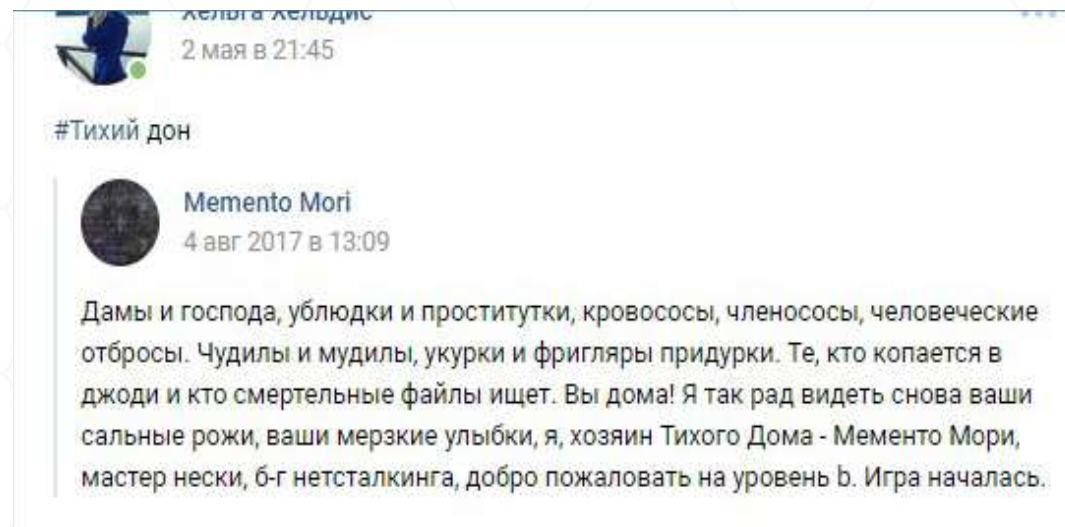 Хельга Хельдис
2 мая в 21:45
#Тихий дон
Memento Mori
4 авг 2017 в 13:09
Дамы и господа, ублюдки и проститутки, кровососы, членососы, человеческие
отбросы. Чудилы и мудилы, укурки и фригляры придурки. Те, кто копается в
джоди и кто смертельные файлы ищет. Вы дома! Я так рад видеть снова ваши
сальные рожи, ваши мерзкие улыбки, я, хозяин Тихого Дома - Мементо Мори,
мастер нески, б-г нетсталкинга, добро пожаловать на уровень b. Игра началась.